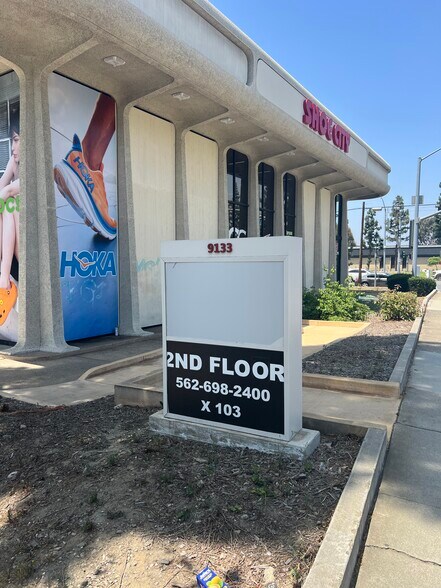 SHOE CITY
9133
HOKA
2ND FLOOR
562-698-2400
X 103